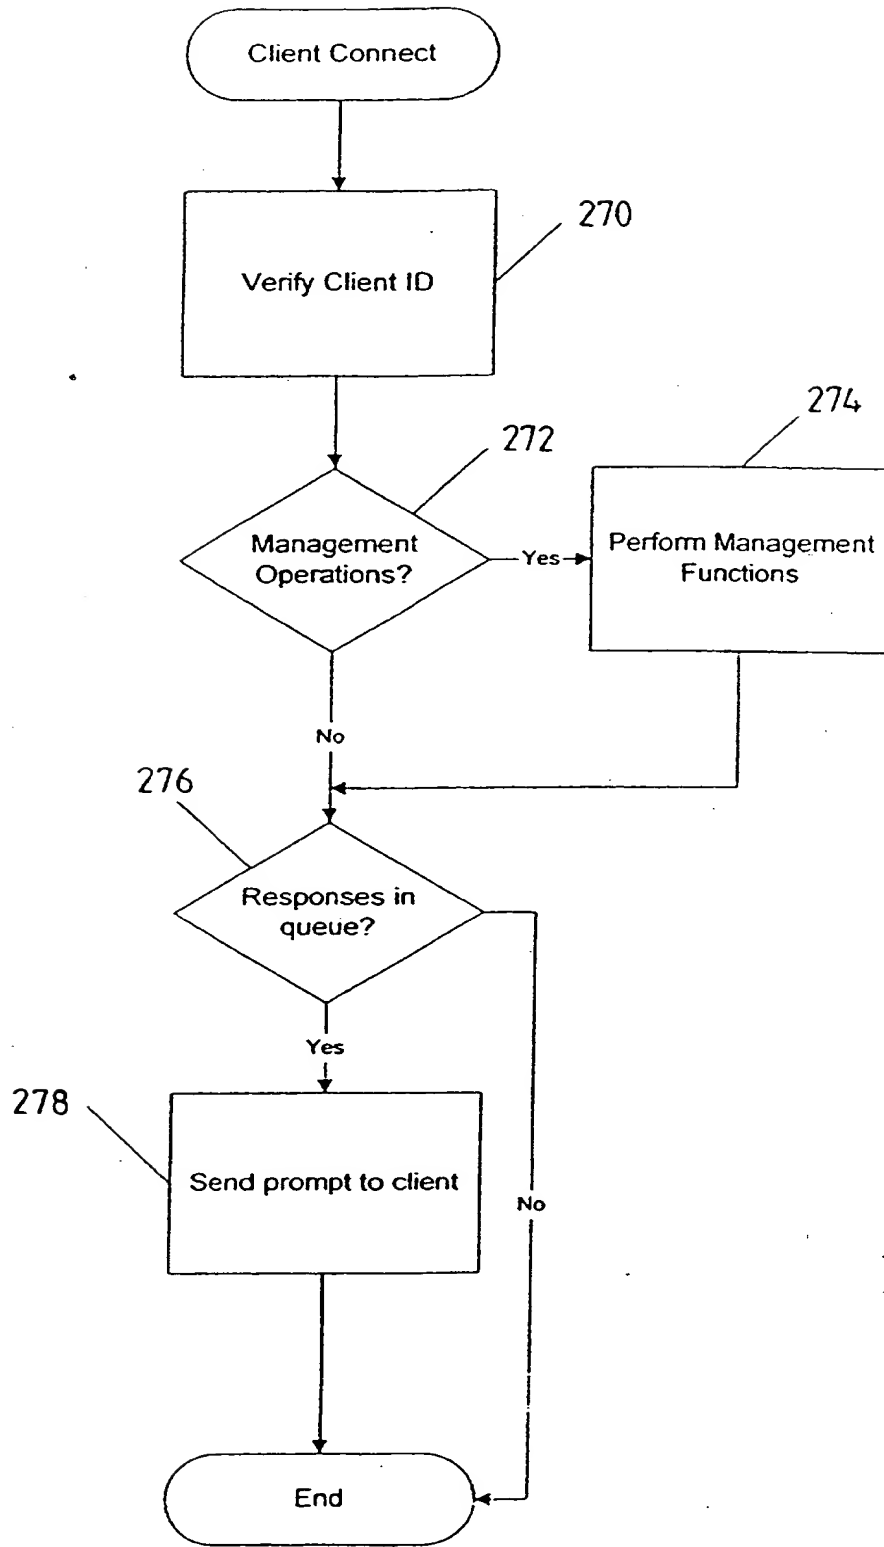 Client Connect
270
Verify Client ID
274
272
Management
Operations?
Yes
Perform Management
Functions
No
276
Responses in
queue?
Yes
278
Send prompt to client
No
End